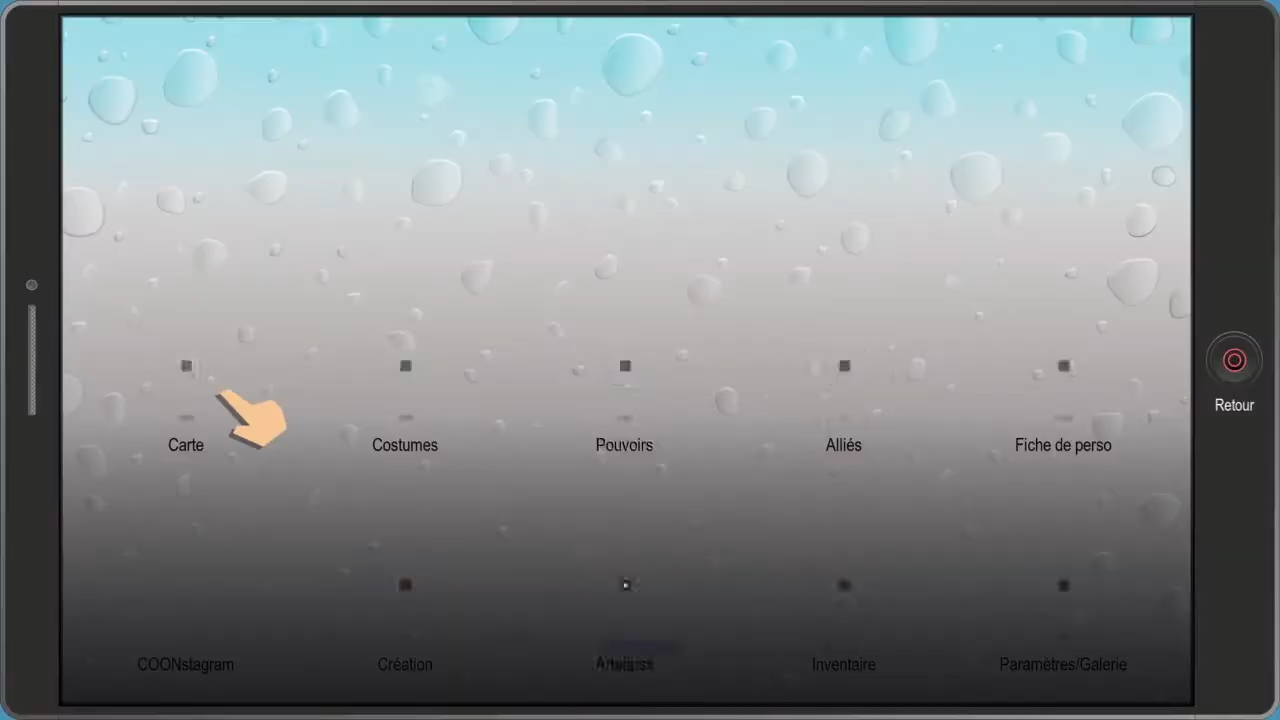 Retour
Carte
Costumes
Pouvoirs
Alliés
Fiche de perso
COONstagram
Création
Inventaire
Paramètres/Galerie